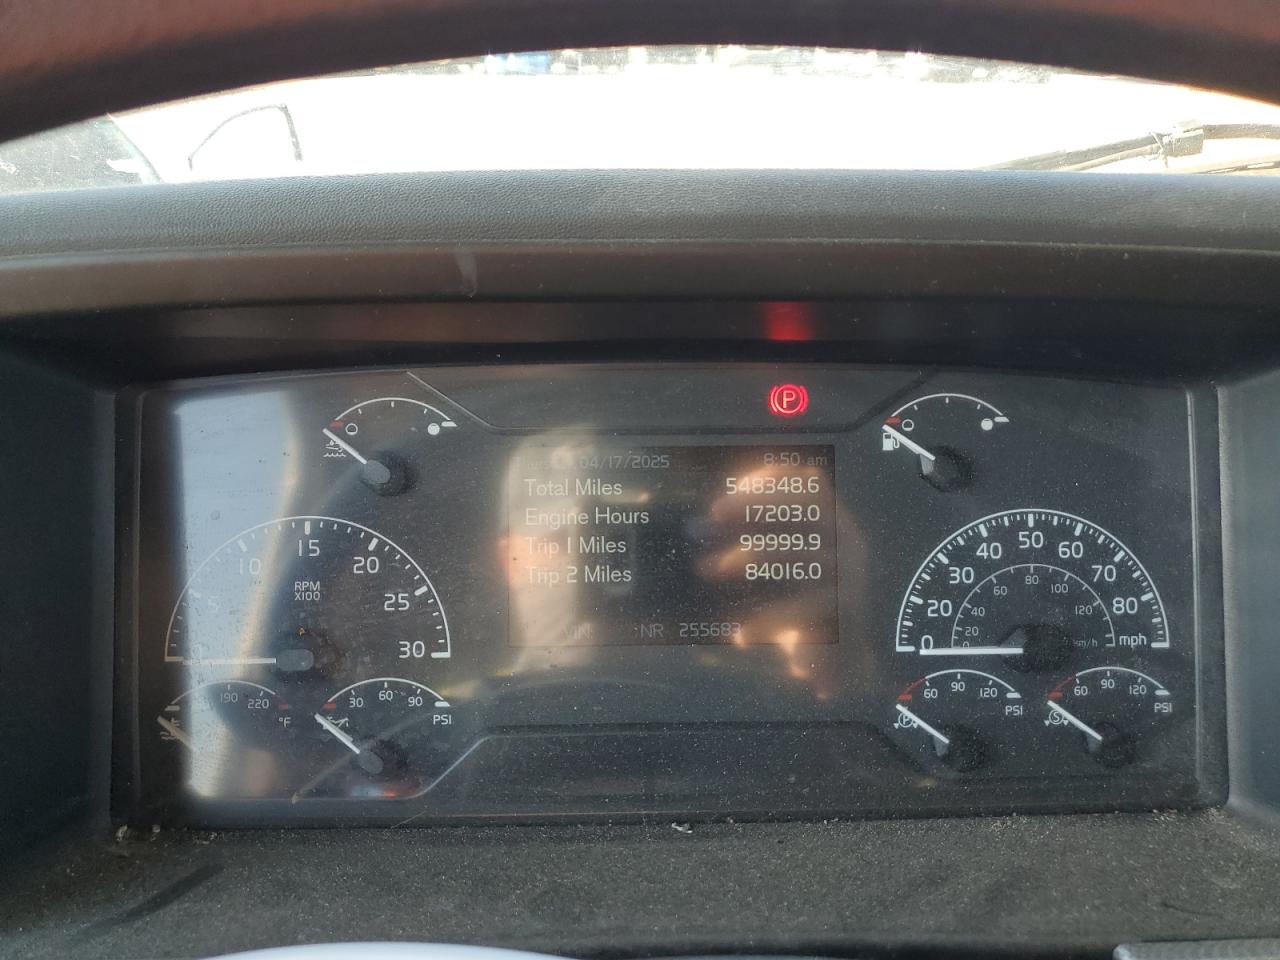 04/17/2025 8:50 am
Total Miles 548348.6
Engine Hours 17203.0
Trip 1 Miles 99999.9
Trip 2 Miles 84016.0
VIN NR 255683
P
5 10 15 20 25 30
RPM
X100
190 220
°F
30 60 90
PSI
0 20 30 40 50 60 70 80
mph
0 20 40 60 80 100 120
km/h
60 90 120
PSI
P
60 90 120
PSI
S